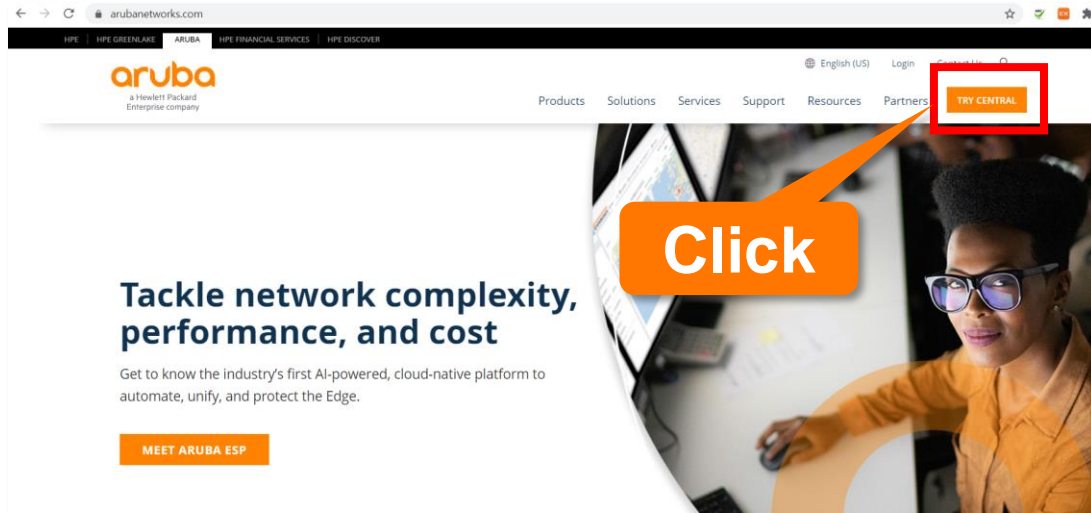 arubanetworks.com
HPE HPE GREENLAKE ARUBA HPE FINANCIAL SERVICES HPE DISCOVER
aruba
a Hewlett Packard
Enterprise company
English (US) Login Contact Us
Products Solutions Services Support Resources Partners TRY CENTRAL
Click
Tackle network complexity,
performance, and cost
Get to know the industry's first AI-powered, cloud-native platform to
automate, unify, and protect the Edge.
MEET ARUBA ESP